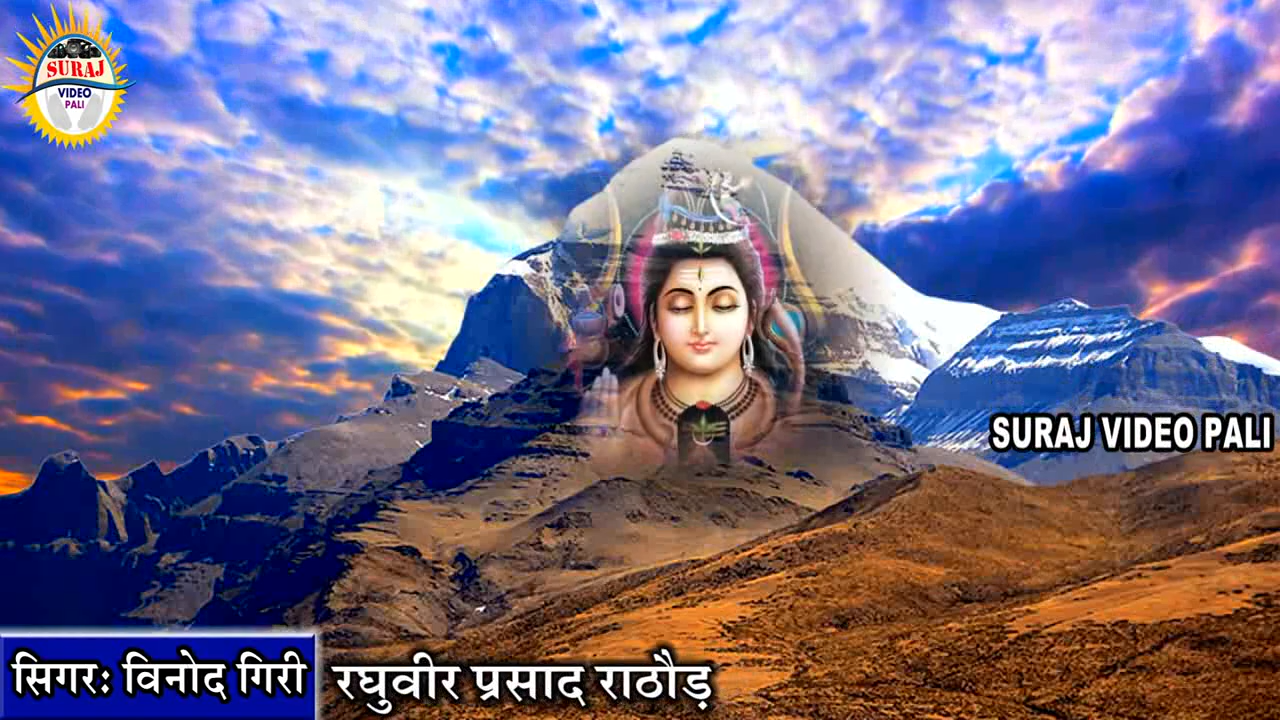 SURAJ
VIDEO
PALI
SURAJ VIDEO PALI
सिगरः विनोद गिरी
रघुवीर प्रसाद राठौड़